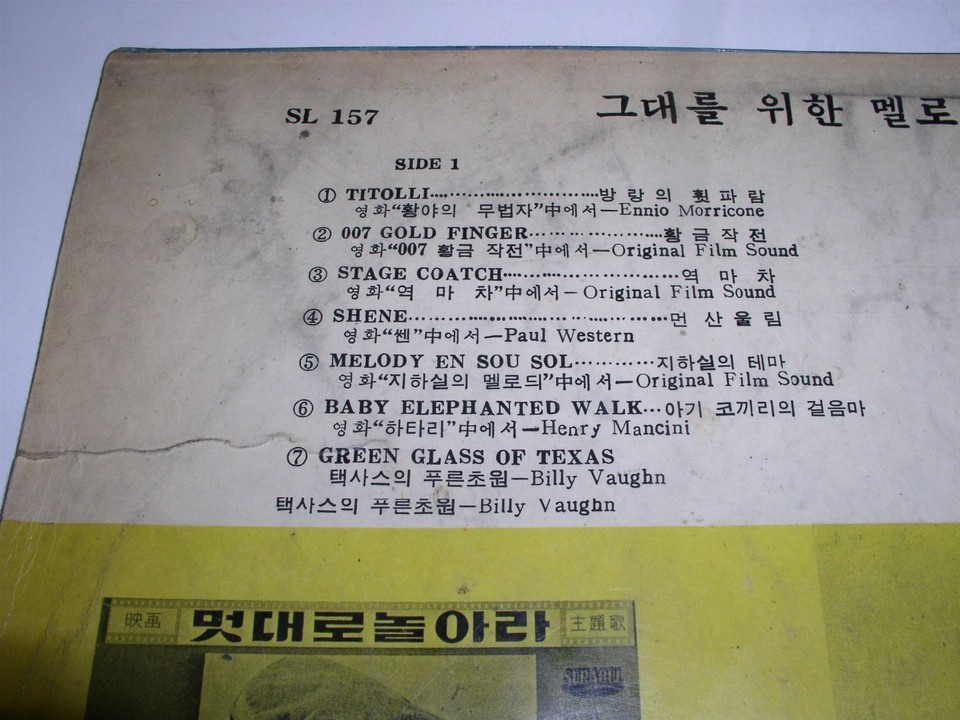 SL 157
그대를 위한 멜로
SIDE 1
① TITOLLI..................방랑의 휫파람
영화“황야의 무법자”中에서—Ennio Morricone
② 007 GOLD FINGER..................황금작전
영화“007 황금 작전”中에서—Original Film Sound
③ STAGE COATCH..................역마차
영화“역 마 차”中에서—Original Film Sound
④ SHENE..................먼산울림
영화“쎈”中에서—Paul Western
⑤ MELODY EN SOU SOL............지하실의 테마
영화“지하실의 멜로듸”中에서—Original Film Sound
⑥ BABY ELEPHANTED WALK...아기 코끼리의 걸음마
영화“하타리”中에서—Henry Mancini
⑦ GREEN GLASS OF TEXAS
택사스의 푸른초원—Billy Vaughn
택사스의 푸른초원—Billy Vaughn
映画 멋대로놀아라 主題歌